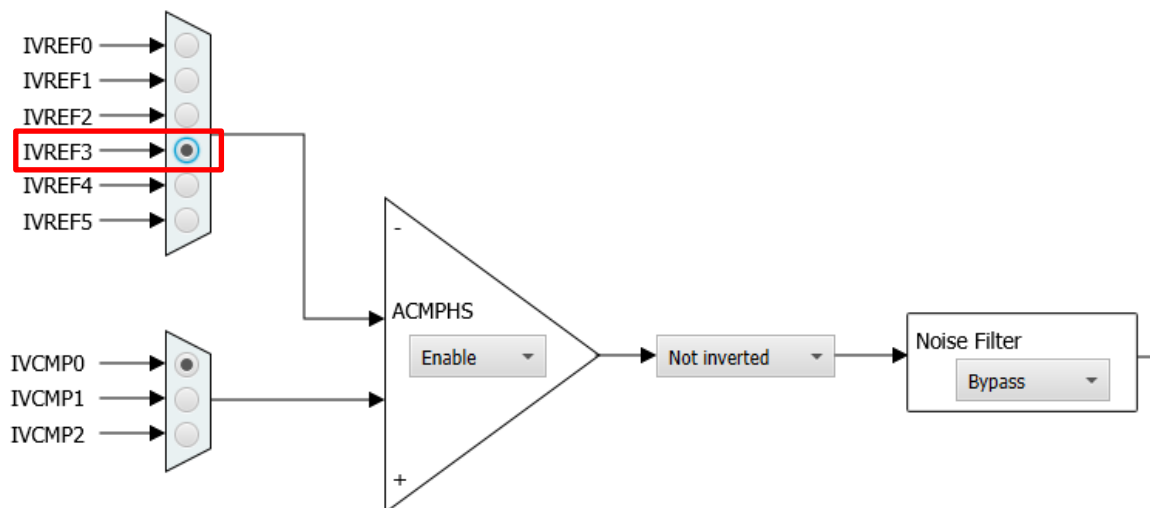 IVREF0
IVREF1
IVREF2
IVREF3
IVREF4
IVREF5
-
ACMPHS
Enable
Not inverted
Noise Filter
Bypass
IVCMP0
IVCMP1
IVCMP2
+